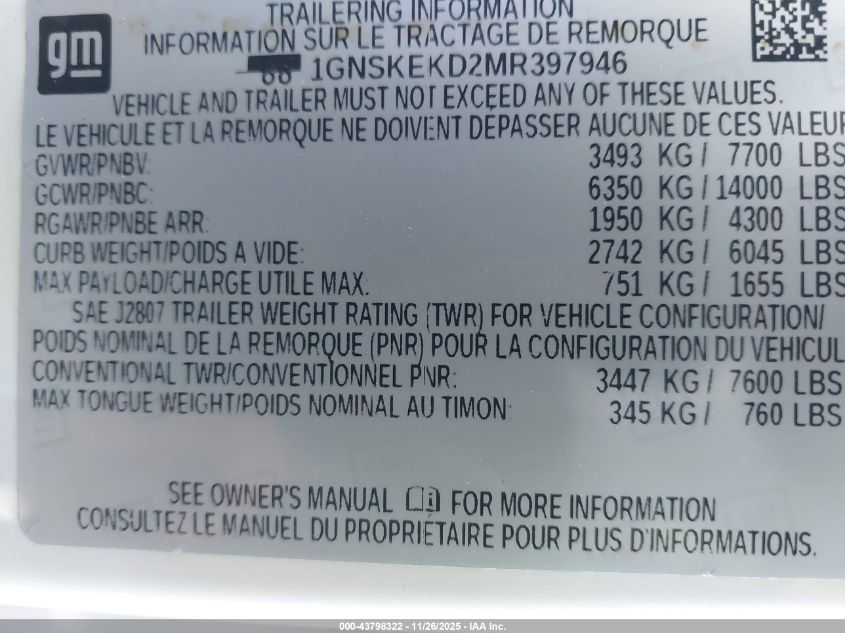 gm
TRAILERING INFORMATION
INFORMATION SUR LE TRACTAGE DE REMORQUE
1GNSKEKD2MR397946
VEHICLE AND TRAILER MUST NOT EXCEED ANY OF THESE VALUES.
LE VEHICULE ET LA REMORQUE NE DOIVENT DÉPASSER AUCUNE DE CES VALEUR
GVWR/PNBV: 3493 KG / 7700 LBS
GCWR/PNBC: 6350 KG / 14000 LBS
RGAWR/PNBE ARR: 1950 KG / 4300 LBS
CURB WEIGHT/POIDS A VIDE: 2742 KG / 6045 LBS
MAX PAYLOAD/CHARGE UTILE MAX: 751 KG / 1655 LBS
SAE J2807 TRAILER WEIGHT RATING (TWR) FOR VEHICLE CONFIGURATION/
POIDS NOMINAL DE LA REMORQUE (PNR) POUR LA CONFIGURATION DU VEHICUL
CONVENTIONAL TWR/CONVENTIONNEL PNR: 3447 KG / 7600 LBS
MAX TONGUE WEIGHT/POIDS NOMINAL AU TIMON: 345 KG / 760 LBS
SEE OWNER'S MANUAL FOR MORE INFORMATION
CONSULTEZ LE MANUEL DU PROPRIÉTAIRE POUR PLUS D'INFORMATIONS.
000-43798322 - 11/26/2025 - IAA Inc.